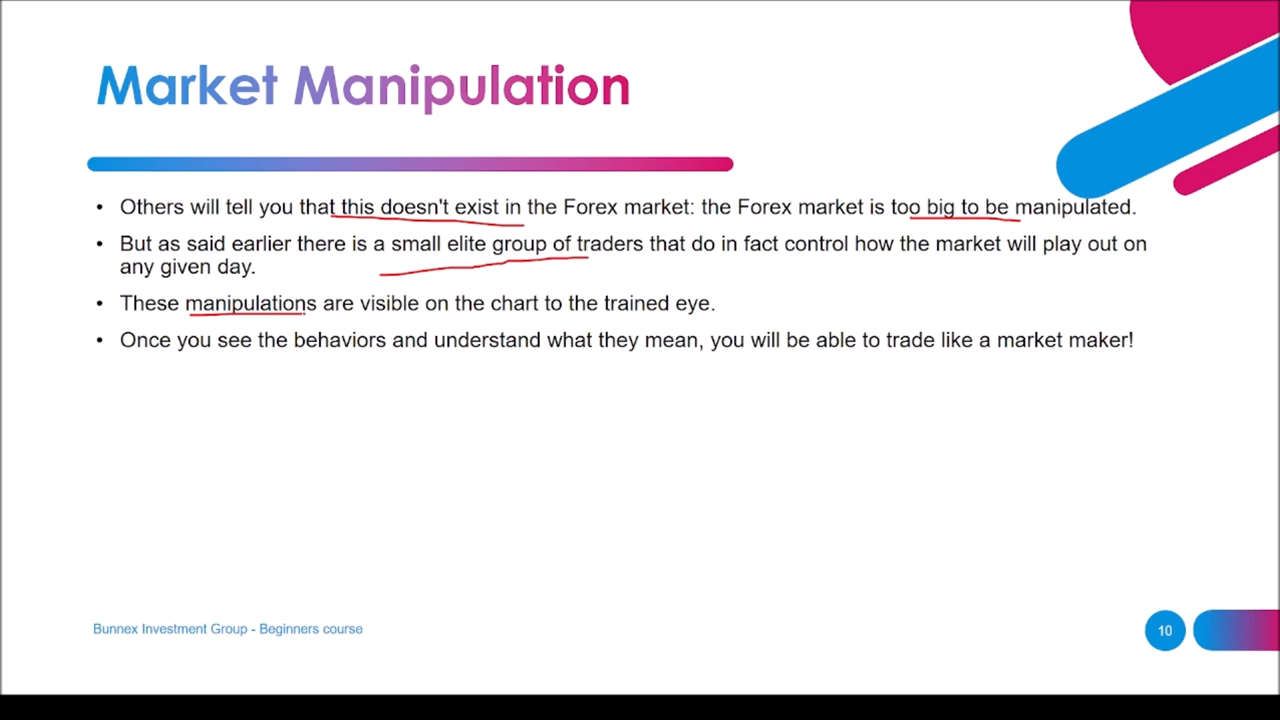 Market Manipulation
• Others will tell you that this doesn't exist in the Forex market: the Forex market is too big to be manipulated.
• But as said earlier there is a small elite group of traders that do in fact control how the market will play out on
any given day.
• These manipulations are visible on the chart to the trained eye.
• Once you see the behaviors and understand what they mean, you will be able to trade like a market maker!
Bunnex Investment Group - Beginners course
10